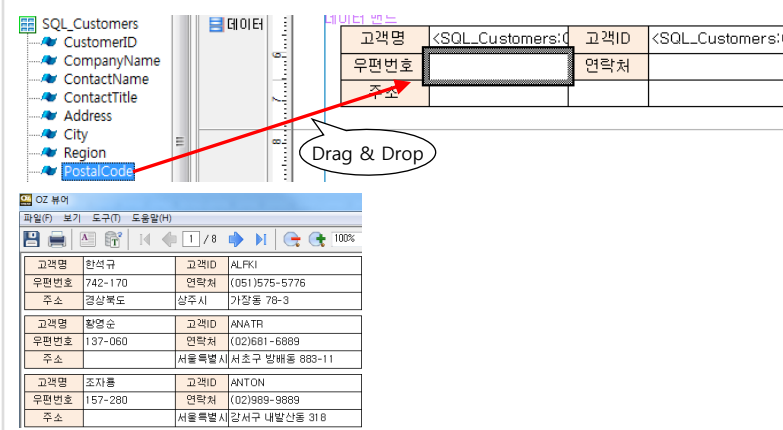 SQL_Customers
CustomerID
CompanyName
ContactName
ContactTitle
Address
City
Region
PostalCode
데이터
데이터 밴드
고객명 <SQL_Customers:C 고객ID <SQL_Customers:
우편번호 연락처
주소
6
7
8
Drag & Drop
OZ 뷰어
파일(F) 보기 도구(T) 도움말(H)
1 / 8 100%
고객명 한석규 고객ID ALFKI
우편번호 742-170 연락처 (051)575-5776
주소 경상북도 상주시 가장동 78-3
고객명 황영순 고객ID ANATR
우편번호 137-060 연락처 (02)681-6889
주소 서울특별시 서초구 방배동 883-11
고객명 조자룡 고객ID ANTON
우편번호 157-280 연락처 (02)989-9889
주소 서울특별시 강서구 내발산동 318